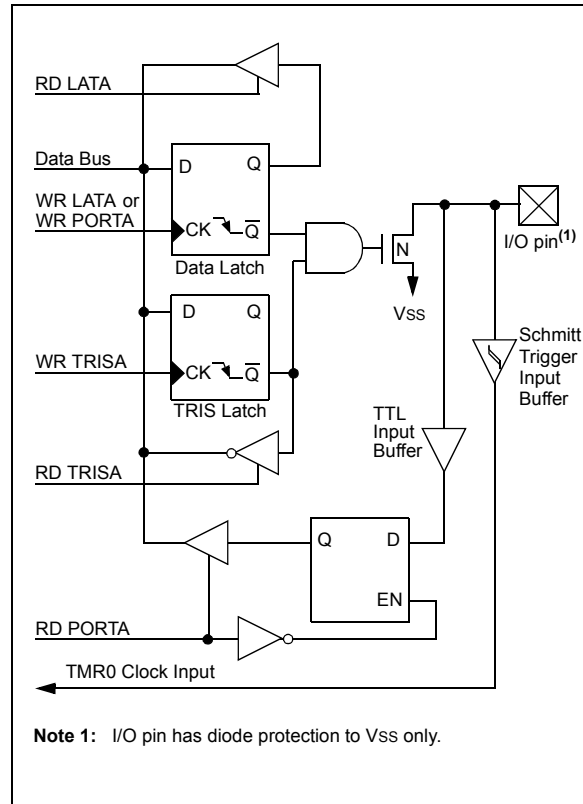 RD LATA
Data Bus
D Q
WR LATA or
WR PORTA
CK Q
Data Latch
N
I/O pin(1)
VSS
D Q
WR TRISA
CK Q
TRIS Latch
Schmitt
Trigger
Input
Buffer
TTL
Input
Buffer
RD TRISA
Q D
EN
RD PORTA
TMR0 Clock Input
Note 1: I/O pin has diode protection to VSS only.